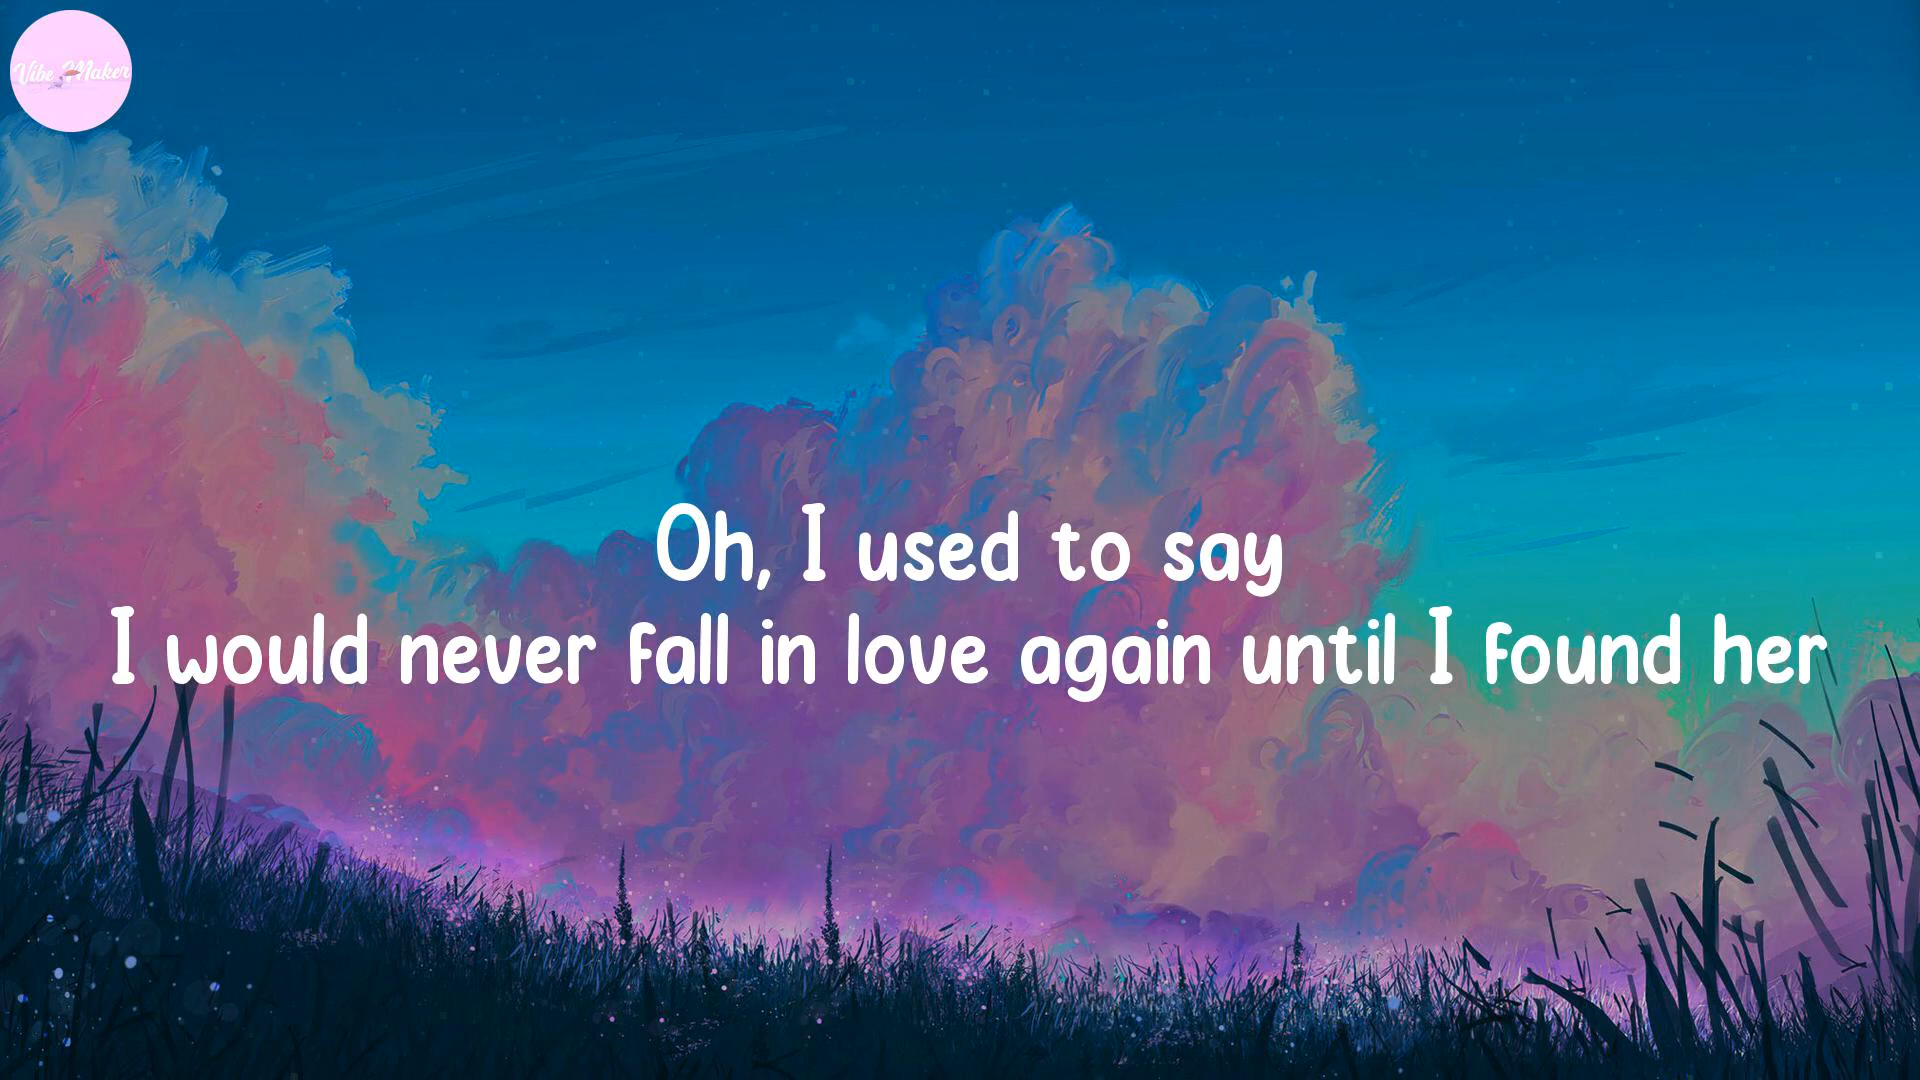 Vibe Maker
Oh, I used to say
I would never fall in love again until I found her